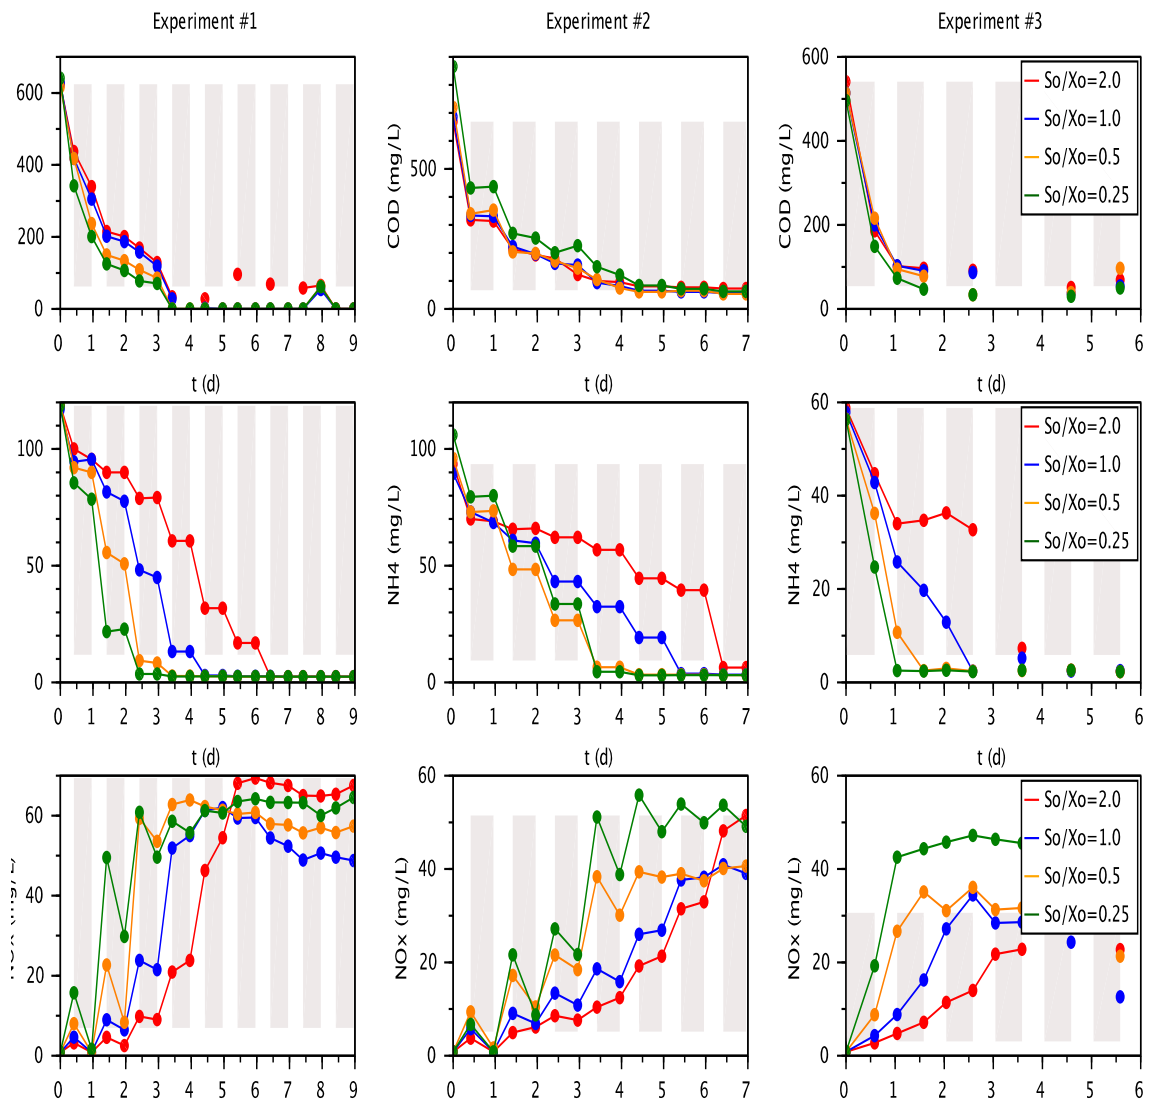 Experiment #1 Experiment #2 Experiment #3
600
400
200
0
0 1 2 3 4 5 6 7 8 9
t (d)
COD (mg/L)
500
0
0 1 2 3 4 5 6 7
COD (mg/L)
600
400
200
0
0 1 2 3 4 5 6
t (d)
So/Xo=2.0
So/Xo=1.0
So/Xo=0.5
So/Xo=0.25
100
50
0
0 1 2 3 4 5 6 7 8 9
t (d)
NH4 (mg/L)
100
50
0
0 1 2 3 4 5 6 7
NH4 (mg/L)
60
40
20
0
0 1 2 3 4 5 6
t (d)
So/Xo=2.0
So/Xo=1.0
So/Xo=0.5
So/Xo=0.25
NOx (mg/L)
60
40
20
0
0 1 2 3 4 5 6 7 8 9
NOx (mg/L)
60
40
20
0
0 1 2 3 4 5 6 7
NOx (mg/L)
60
40
20
0
0 1 2 3 4 5 6
So/Xo=2.0
So/Xo=1.0
So/Xo=0.5
So/Xo=0.25